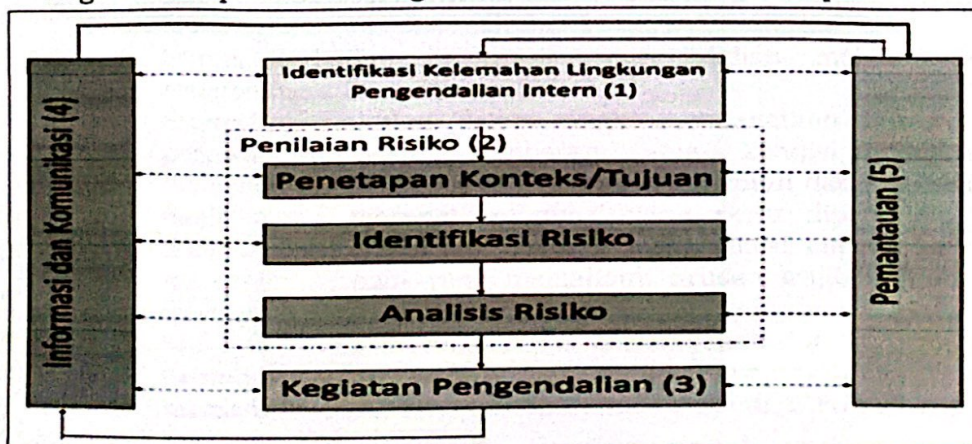 Informasi dan Komunikasi (4)
Identifikasi Kelemahan Lingkungan
Pengendalian Intern (1)
Penilaian Risiko (2)
Penetapan Konteks/Tujuan
Identifikasi Risiko
Analisis Risiko
Kegiatan Pengendalian (3)
Pemantauan (5)